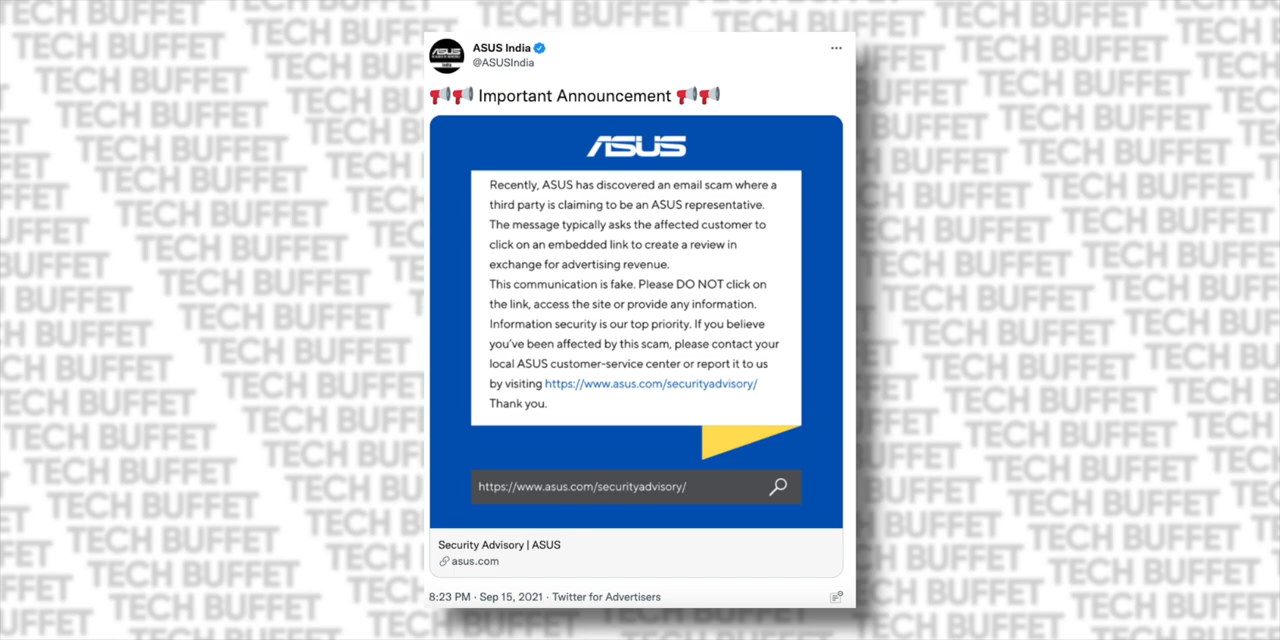 ASUS India
@ASUSIndia
📢📢 Important Announcement 📢📢
ASUS
Recently, ASUS has discovered an email scam where a
third party is claiming to be an ASUS representative.
The message typically asks the affected customer to
click on an embedded link to create a review in
exchange for advertising revenue.
This communication is fake. Please DO NOT click on
the link, access the site or provide any information.
Information security is our top priority. If you believe
you've been affected by this scam, please contact your
local ASUS customer-service center or report it to us
by visiting https://www.asus.com/securityadvisory/
Thank you.
https://www.asus.com/securityadvisory/
Security Advisory | ASUS
asus.com
8:23 PM · Sep 15, 2021 · Twitter for Advertisers
TECH BUFFET